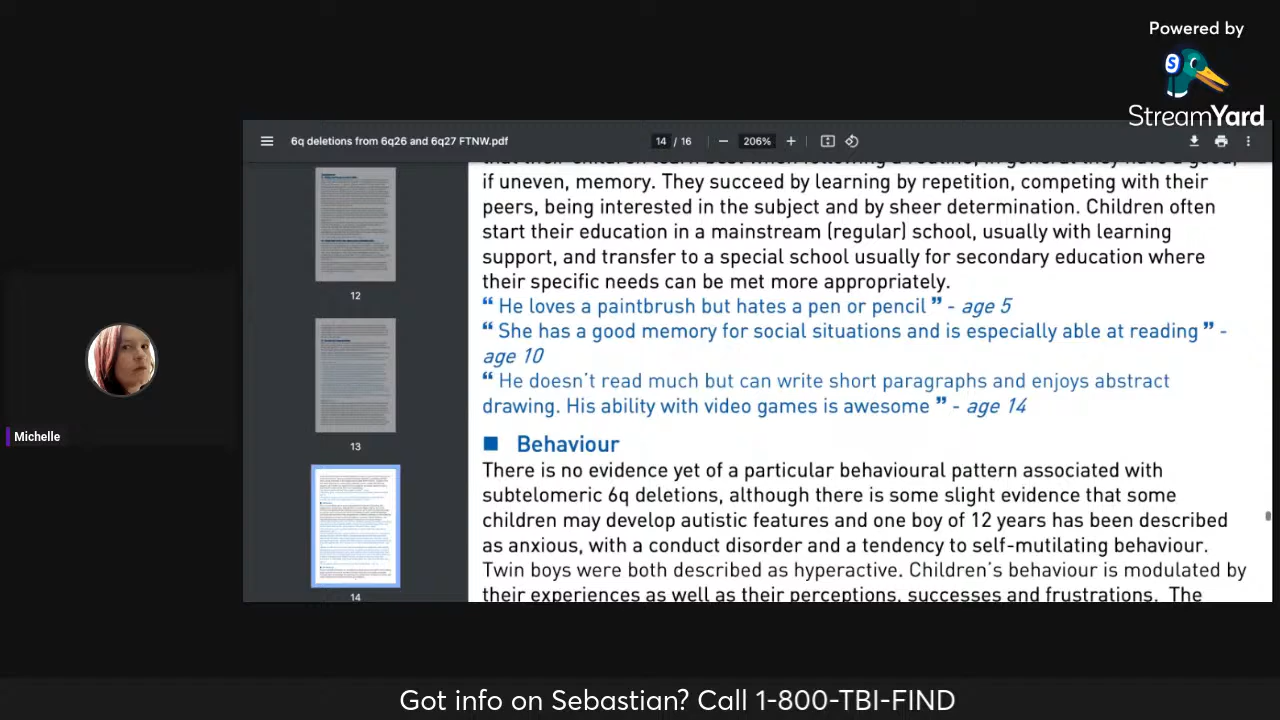 Powered by
StreamYard
6q deletions from 6q26 and 6q27 FTNW.pdf
14 / 16
206%
12
13
14
if uneven, memory. They succeed by learning by repetition, competing with their
peers, being interested in the subject and by sheer determination. Children often
start their education in a mainstream (regular) school, usually with learning
support, and transfer to a special school usually for secondary education where
their specific needs can be met more appropriately.
“ He loves a paintbrush but hates a pen or pencil ” - age 5
“ She has a good memory for social situations and is especially able at reading ” -
age 10
“ He doesn’t read much but can write short paragraphs and enjoys abstract
drawing. His ability with video games is awesome ” - age 14
■ Behaviour
There is no evidence yet of a particular behavioural pattern associated with
subtelomeric 6q deletions, although there is some slight evidence that some
children may develop autistic features and one boy of 12 years has been described
as anxious, with attention difficulties and a tendency to self-mutilating behaviour.
Twin boys were both described as hyperactive. Children’s behaviour is modulated by
their experiences as well as their perceptions, successes and frustrations. The
Michelle
Got info on Sebastian? Call 1-800-TBI-FIND